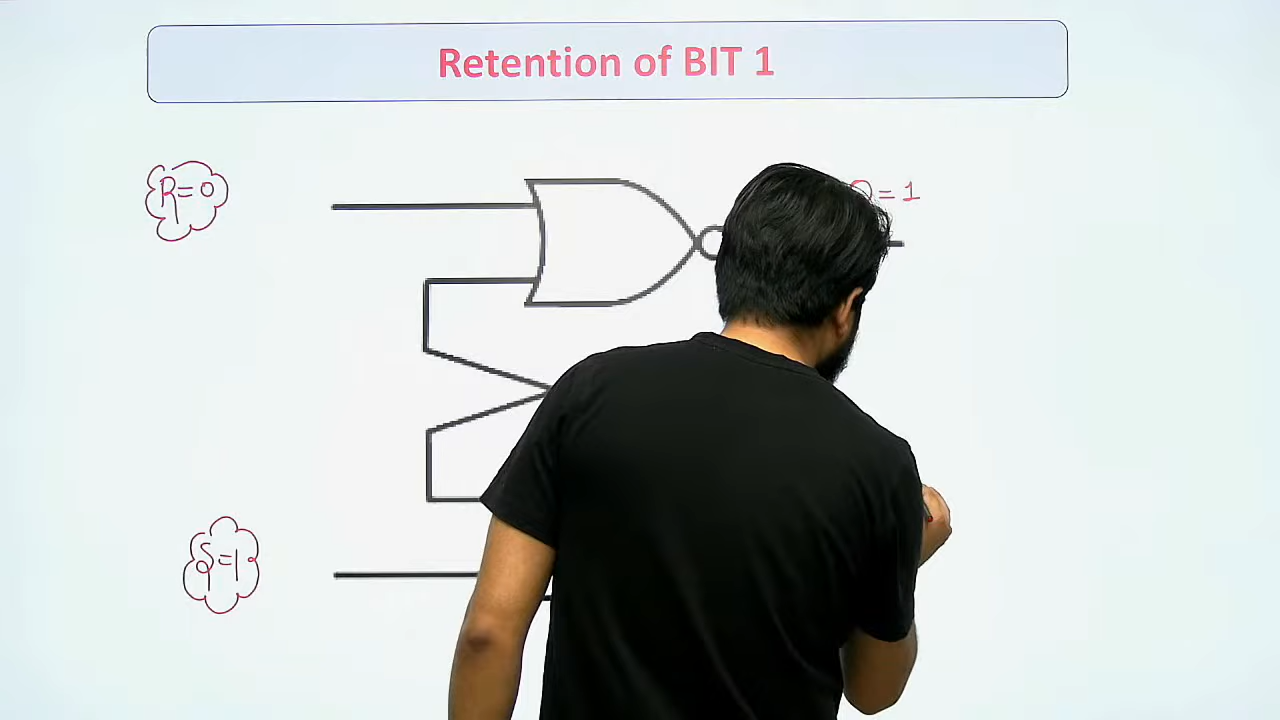 Retention of BIT 1
R=0
Q=1
S=1